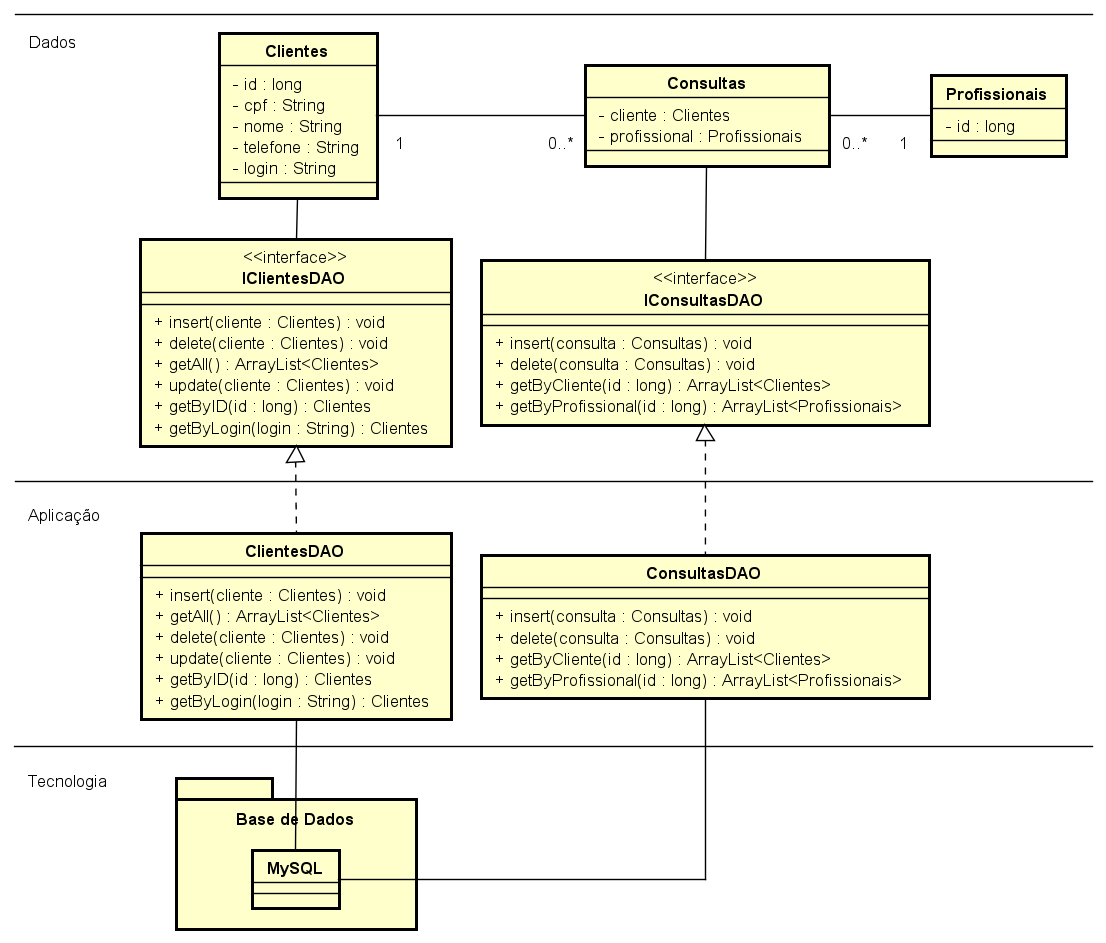 Dados
Clientes
- id : long
- cpf : String
- nome : String
- telefone : String
- login : String
1
0..*
Consultas
- cliente : Clientes
- profissional : Profissionais
0..*
1
Profissionais
- id : long
<<interface>>
IClientesDAO
+ insert(cliente : Clientes) : void
+ delete(cliente : Clientes) : void
+ getAll() : ArrayList<Clientes>
+ update(cliente : Clientes) : void
+ getByID(id : long) : Clientes
+ getByLogin(login : String) : Clientes
<<interface>>
IConsultasDAO
+ insert(consulta : Consultas) : void
+ delete(consulta : Consultas) : void
+ getByCliente(id : long) : ArrayList<Clientes>
+ getByProfissional(id : long) : ArrayList<Profissionais>
Aplicação
ClientesDAO
+ insert(cliente : Clientes) : void
+ getAll() : ArrayList<Clientes>
+ delete(cliente : Clientes) : void
+ update(cliente : Clientes) : void
+ getByID(id : long) : Clientes
+ getByLogin(login : String) : Clientes
ConsultasDAO
+ insert(consulta : Consultas) : void
+ delete(consulta : Consultas) : void
+ getByCliente(id : long) : ArrayList<Clientes>
+ getByProfissional(id : long) : ArrayList<Profissionais>
Tecnologia
Base de Dados
MySQL